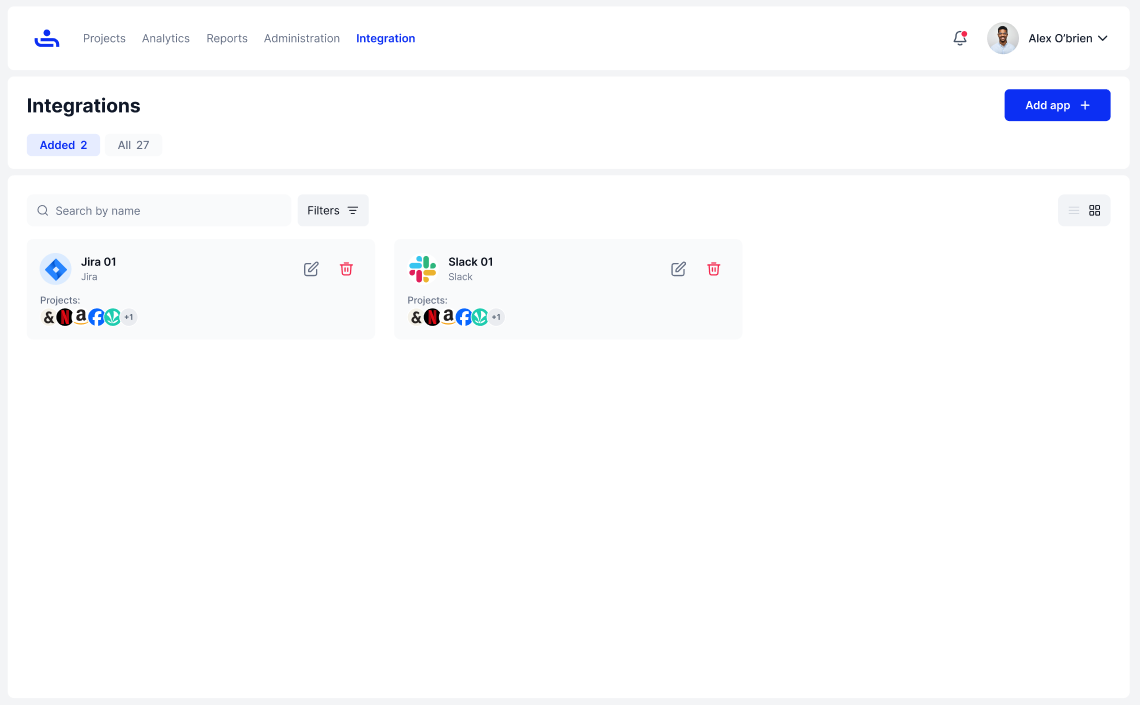 Projects Analytics Reports Administration Integration Alex O'brien
Integrations
Add app +
Added 2 All 27
Search by name Filters
Jira 01
Jira
Projects:
& N a f +1
Slack 01
Slack
Projects:
& N a f +1